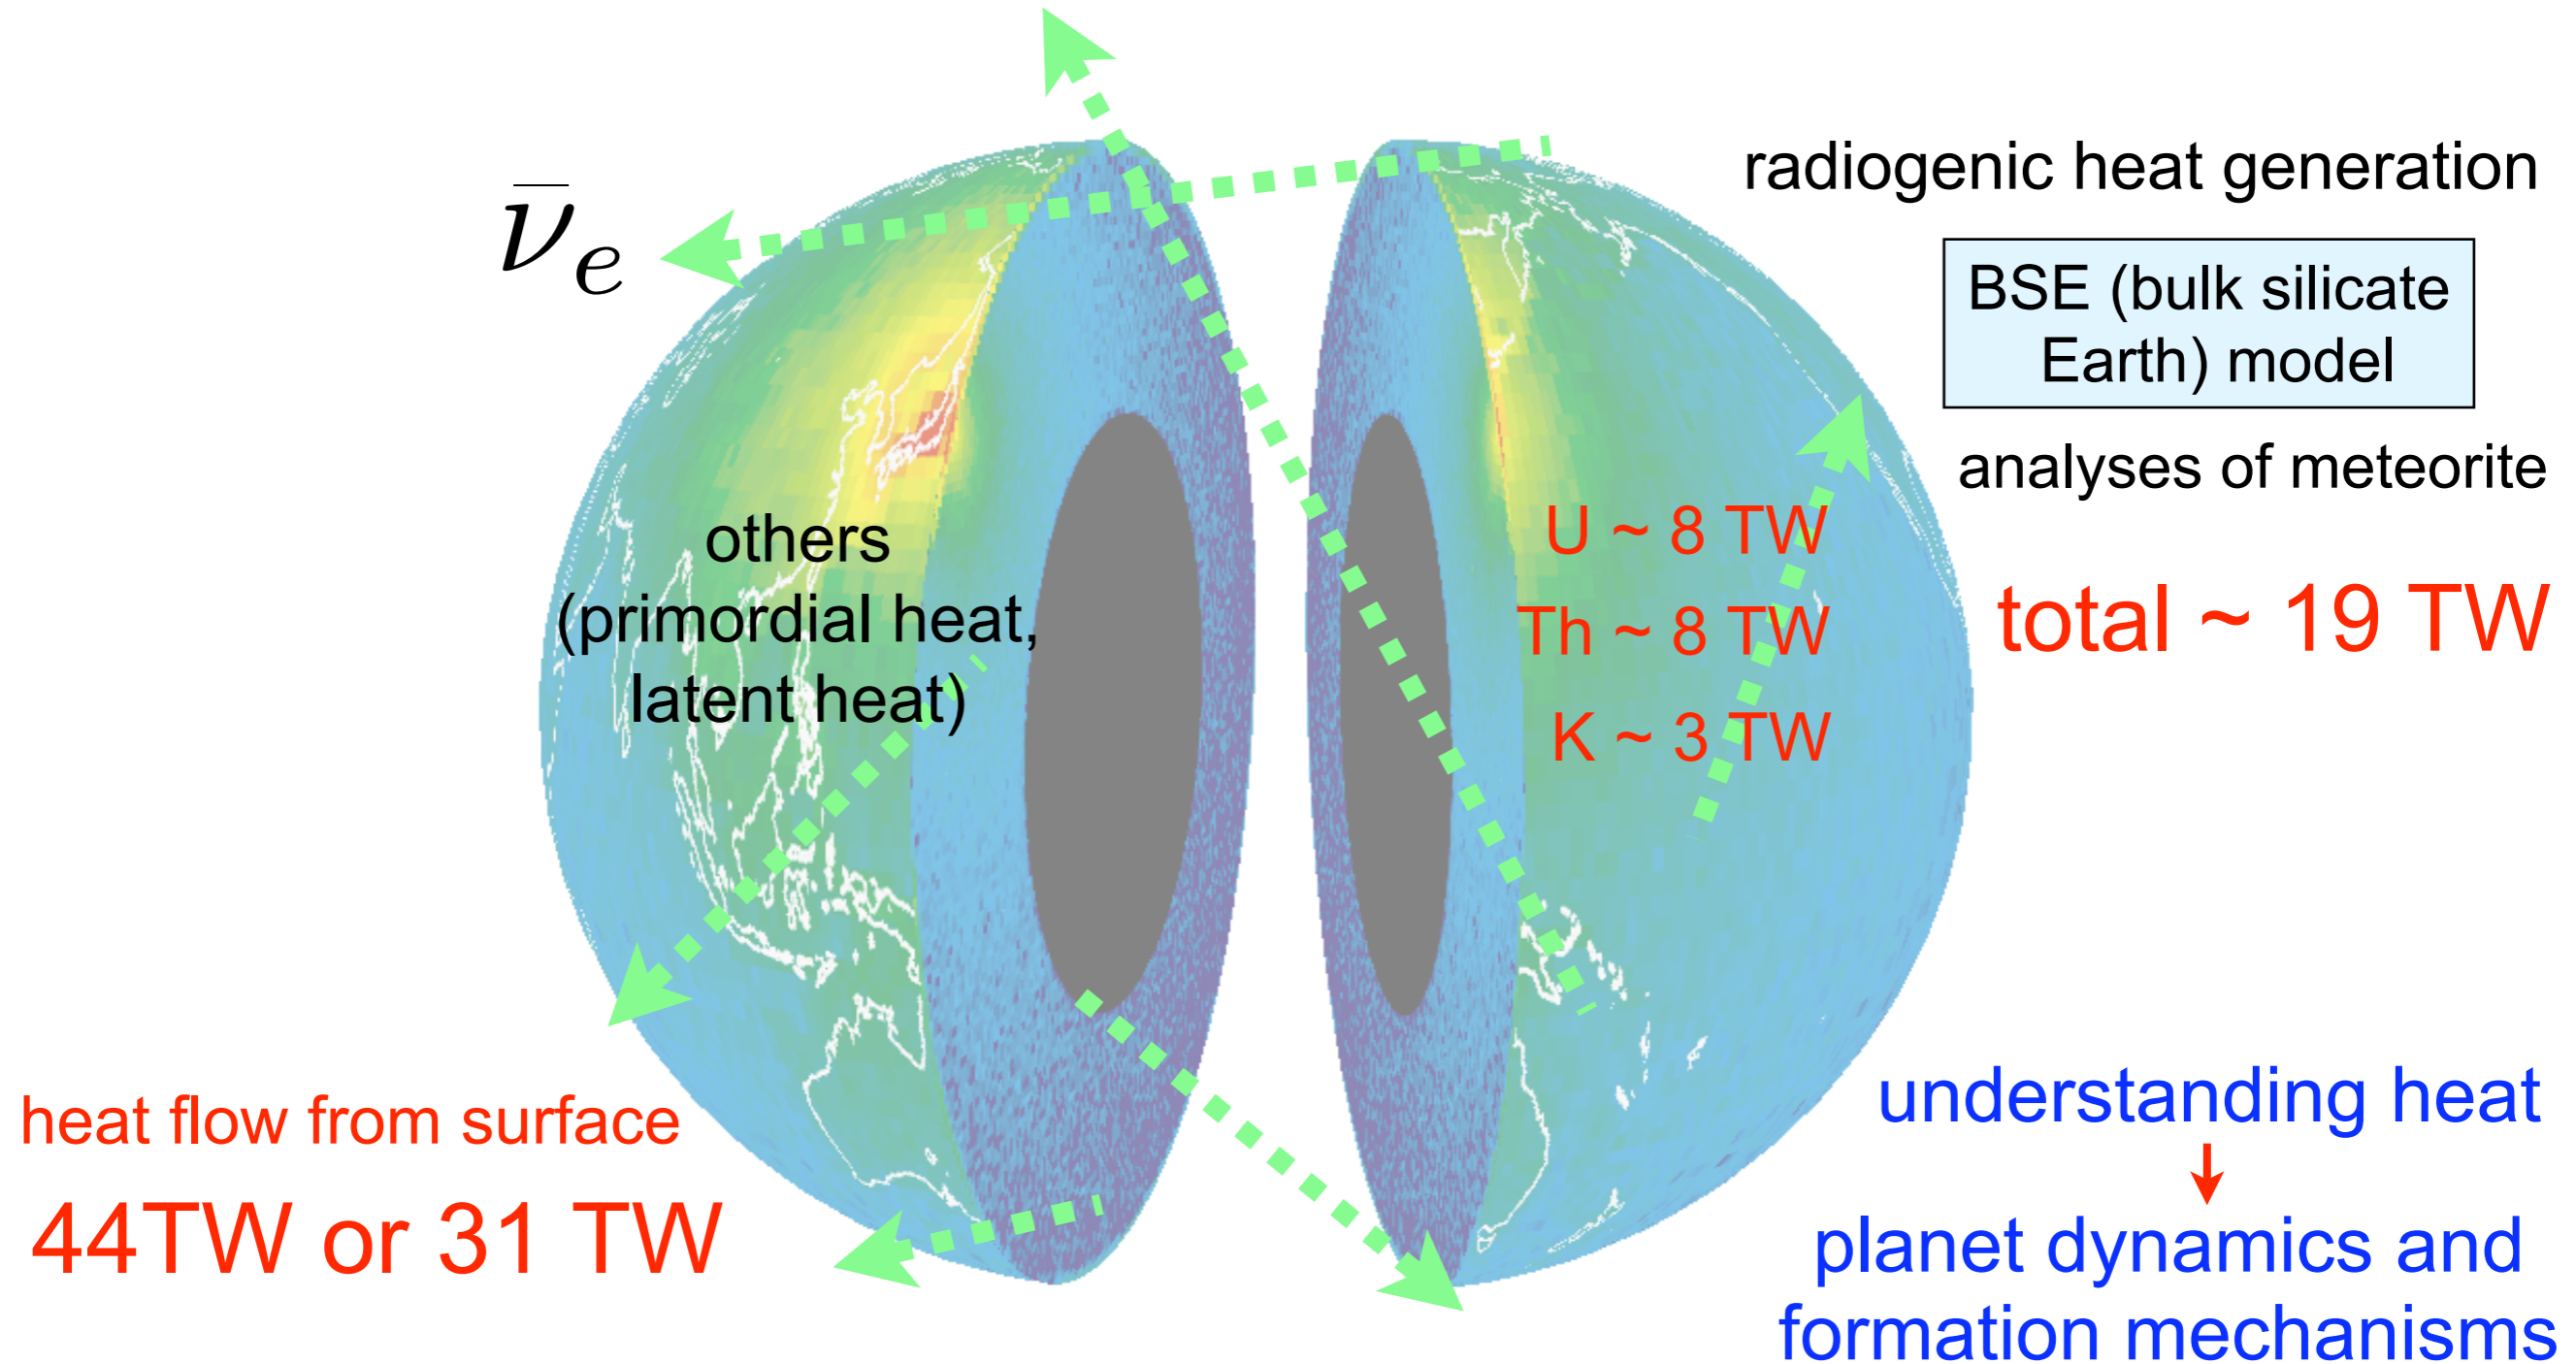 ν̅e
radiogenic heat generation
BSE (bulk silicate
Earth) model
analyses of meteorite
others
(primordial heat,
latent heat)
U ~ 8 TW
Th ~ 8 TW
K ~ 3 TW
total ~ 19 TW
heat flow from surface
44TW or 31 TW
understanding heat
planet dynamics and
formation mechanisms